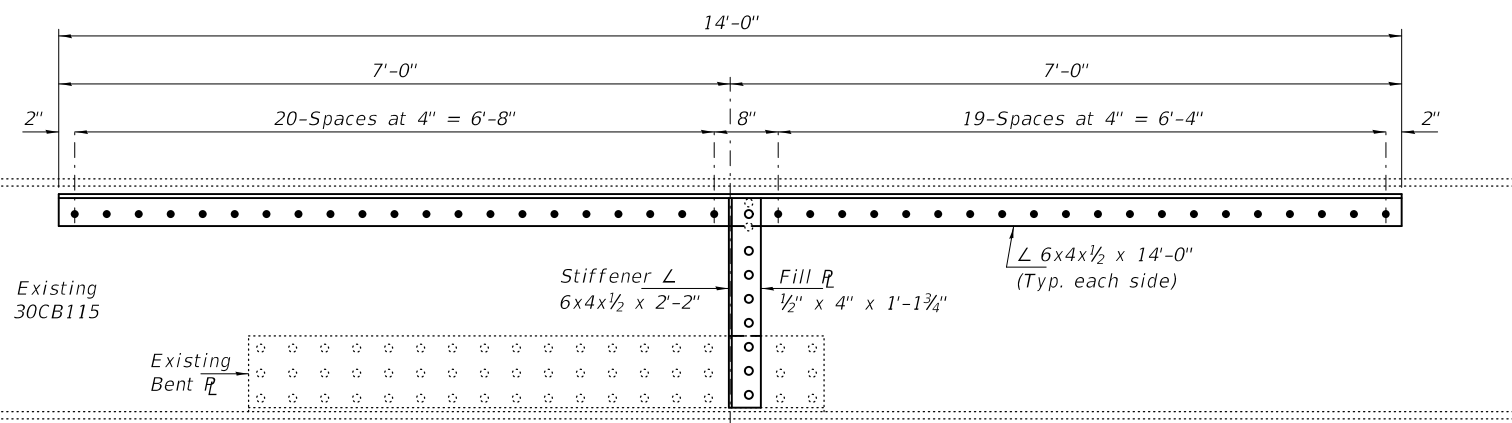 14'-0"
7'-0" 7'-0"
2" 20-Spaces at 4" = 6'-8" 8" 19-Spaces at 4" = 6'-4" 2"
∠ 6x4x½ x 14'-0"
(Typ. each side)
Stiffener ∠
6x4x½ x 2'-2"
Fill ℄
½" x 4" x 1'-1¾"
Existing
30CB115
Existing
Bent ℄